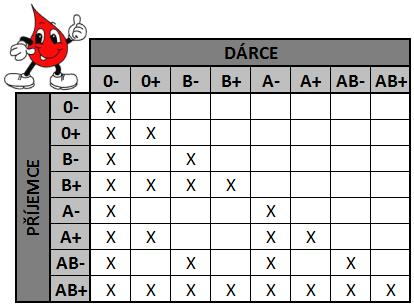 DÁRCE
0- 0+ B- B+ A- A+ AB- AB+
PŘÍJEMCE
0- X
0+ X X
B- X X
B+ X X X X
A- X X
A+ X X X X
AB- X X X X
AB+ X X X X X X X X